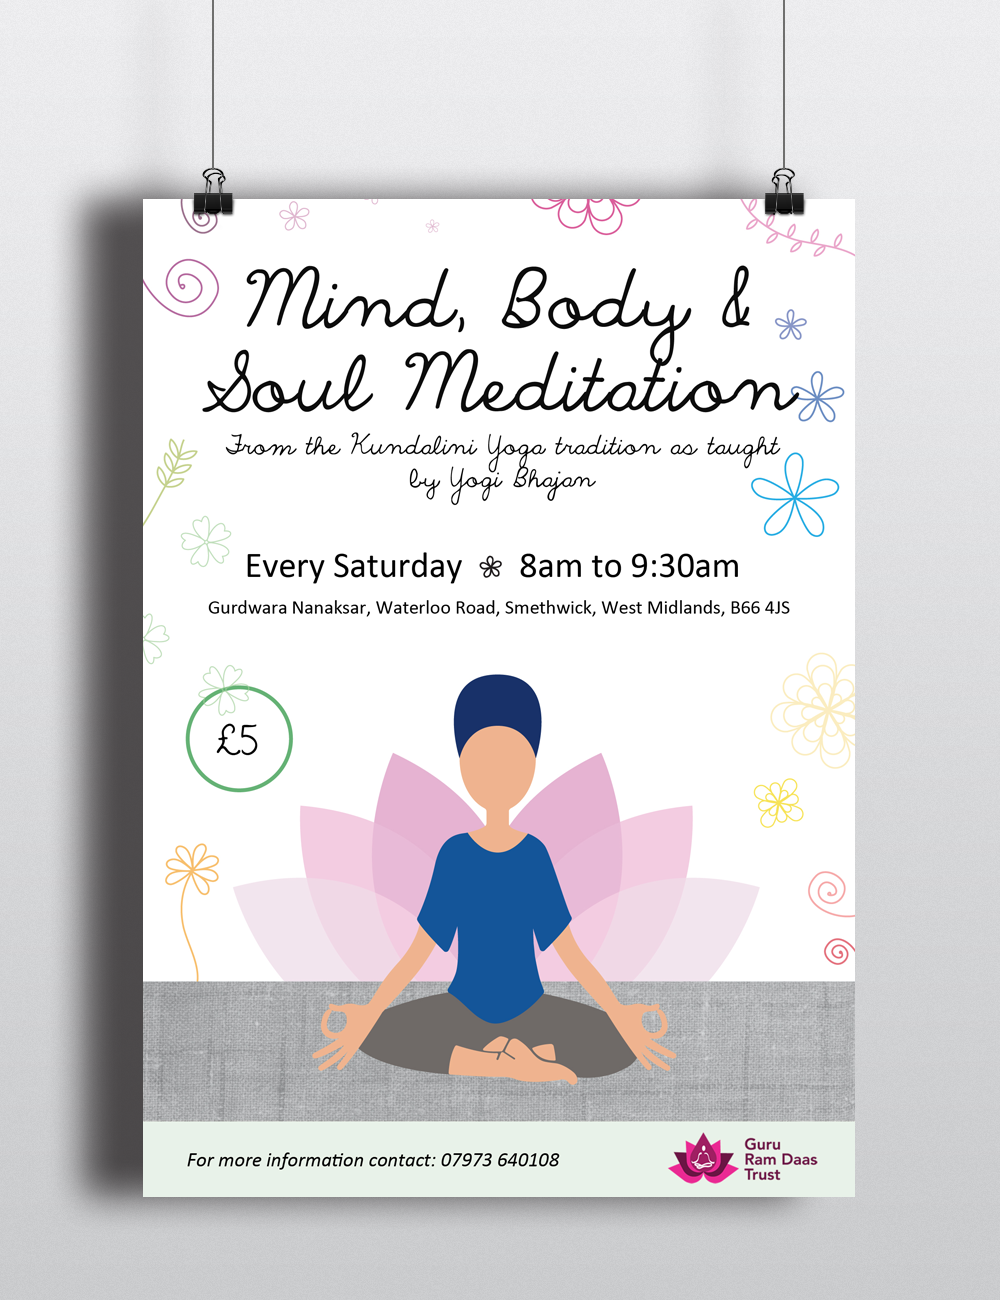 Mind, Body &
Soul Meditation
From the Kundalini Yoga tradition as taught
by Yogi Bhajan
Every Saturday 8am to 9:30am
Gurdwara Nanaksar, Waterloo Road, Smethwick, West Midlands, B66 4JS
£5
For more information contact: 07973 640108
Guru
Ram Daas
Trust